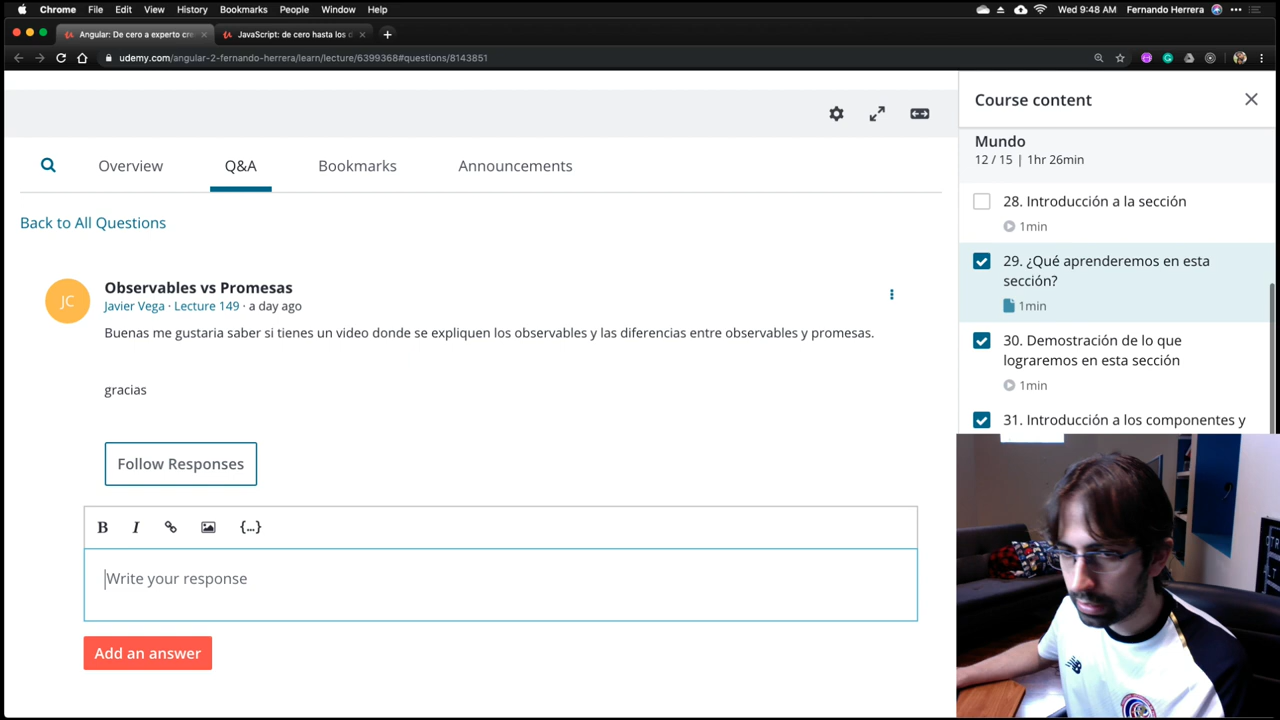 Chrome File Edit View History Bookmarks People Window Help
Wed 9:48 AM Fernando Herrera
Angular: De cero a experto cre
JavaScript: de cero hasta los d
udemy.com/angular-2-fernando-herrera/learn/lecture/6399368#questions/8143851
Course content
Overview
Q&A
Bookmarks
Announcements
Mundo
12 / 15 | 1hr 26min
28. Introducción a la sección
1min
Back to All Questions
29. ¿Qué aprenderemos en esta
sección?
1min
JC
Observables vs Promesas
Javier Vega · Lecture 149 · a day ago
Buenas me gustaria saber si tienes un video donde se expliquen los observables y las diferencias entre observables y promesas.
gracias
30. Demostración de lo que
lograremos en esta sección
1min
31. Introducción a los componentes y
Follow Responses
B I {...}
Write your response
Add an answer